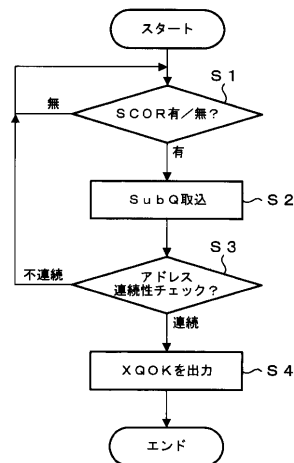 スタート
S1
SCOR有/無?
無
有
SubQ取込
S2
S3
アドレス
連続性チェック?
不連続
連続
XQOKを出力
S4
エンド